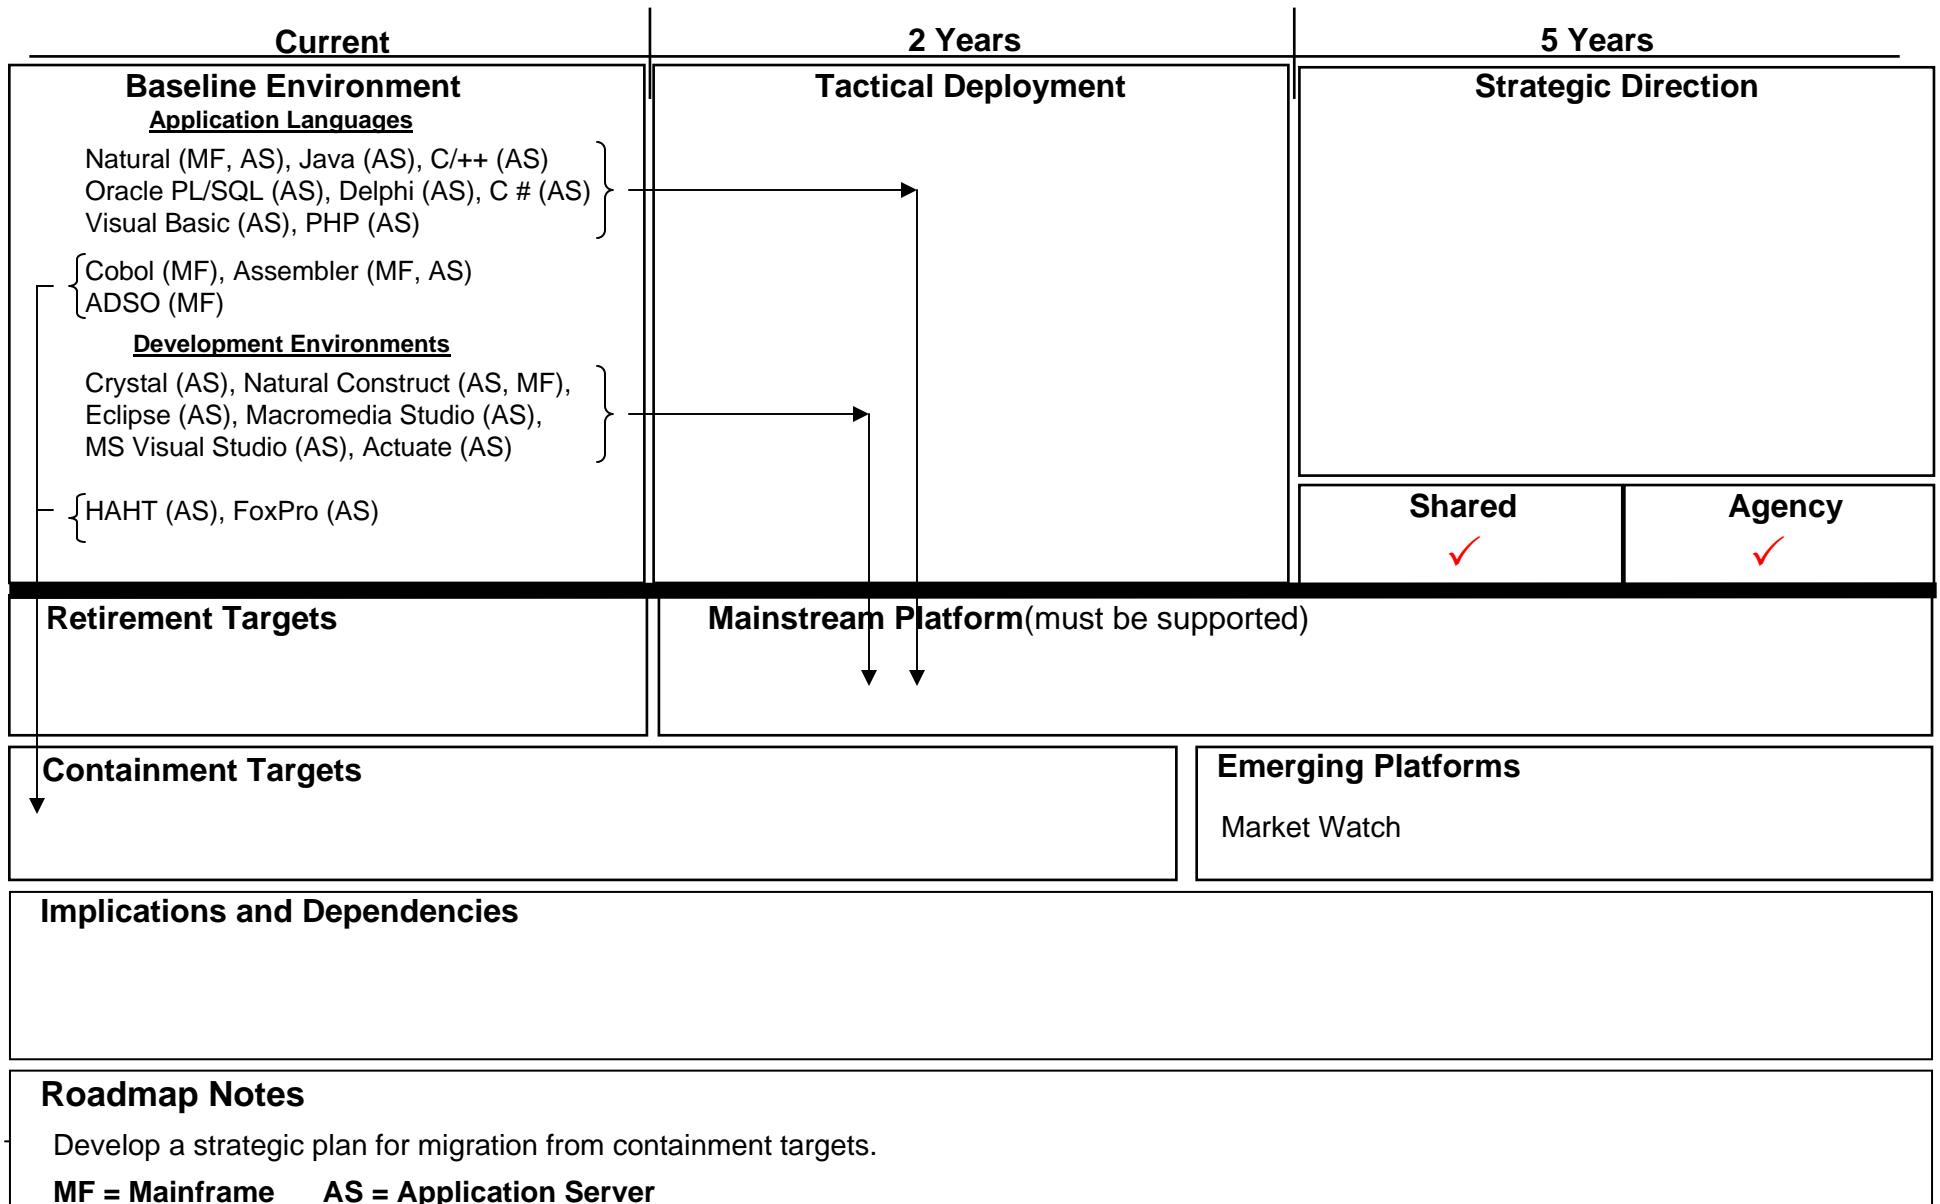 Current
2 Years
5 Years
Baseline Environment
Application Languages
Natural (MF, AS), Java (AS), C/++ (AS)
Oracle PL/SQL (AS), Delphi (AS), C # (AS)
Visual Basic (AS), PHP (AS)
Cobol (MF), Assembler (MF, AS)
ADSO (MF)
Development Environments
Crystal (AS), Natural Construct (AS, MF),
Eclipse (AS), Macromedia Studio (AS),
MS Visual Studio (AS), Actuate (AS)
HAHT (AS), FoxPro (AS)
Tactical Deployment
Strategic Direction
Shared
Agency
Retirement Targets
Mainstream Platform(must be supported)
Containment Targets
Emerging Platforms
Market Watch
Implications and Dependencies
Roadmap Notes
Develop a strategic plan for migration from containment targets.
MF = Mainframe AS = Application Server